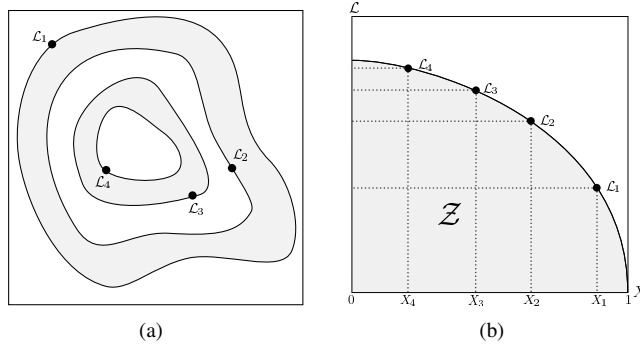 ℒ₁
ℒ₂
ℒ₃
ℒ₄
(a)
ℒ
ℒ₄
ℒ₃
ℒ₂
ℒ₁
𝒵
0 X₄ X₃ X₂ X₁ 1
(b)